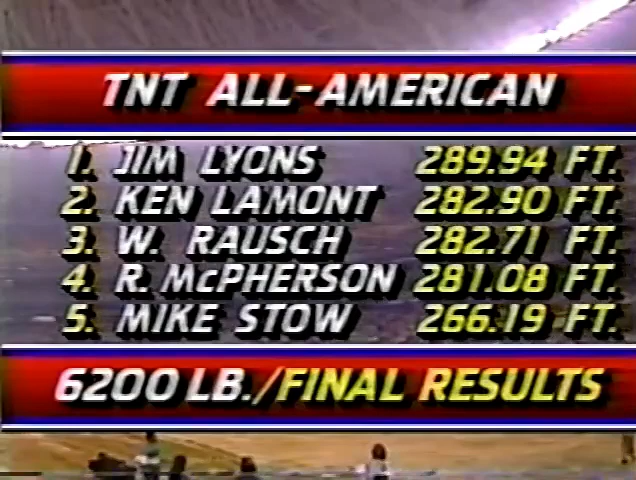 TNT ALL-AMERICAN
1. JIM LYONS 289.94 FT.
2. KEN LAMONT 282.90 FT.
3. W. RAUSCH 282.71 FT.
4. R. McPHERSON 281.08 FT.
5. MIKE STOW 266.19 FT.
6200 LB./FINAL RESULTS